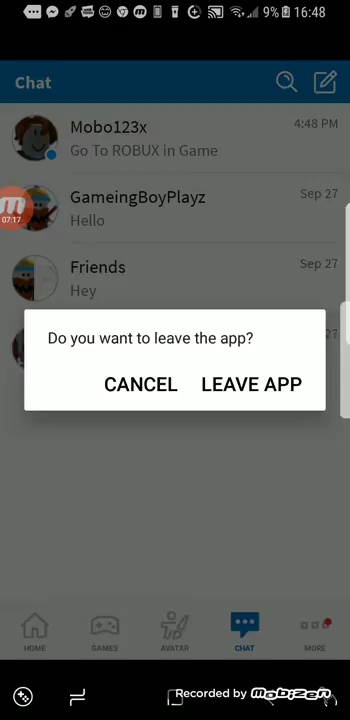 9% 16:48
Chat
Mobo123x
4:48 PM
Go To ROBUX in Game
GameingBoyPlayz
Sep 27
Hello
07:17
Friends
Sep 27
Hey
27
Do you want to leave the app?
CANCEL LEAVE APP
HOME GAMES AVATAR CHAT MORE
Recorded by Mobizen